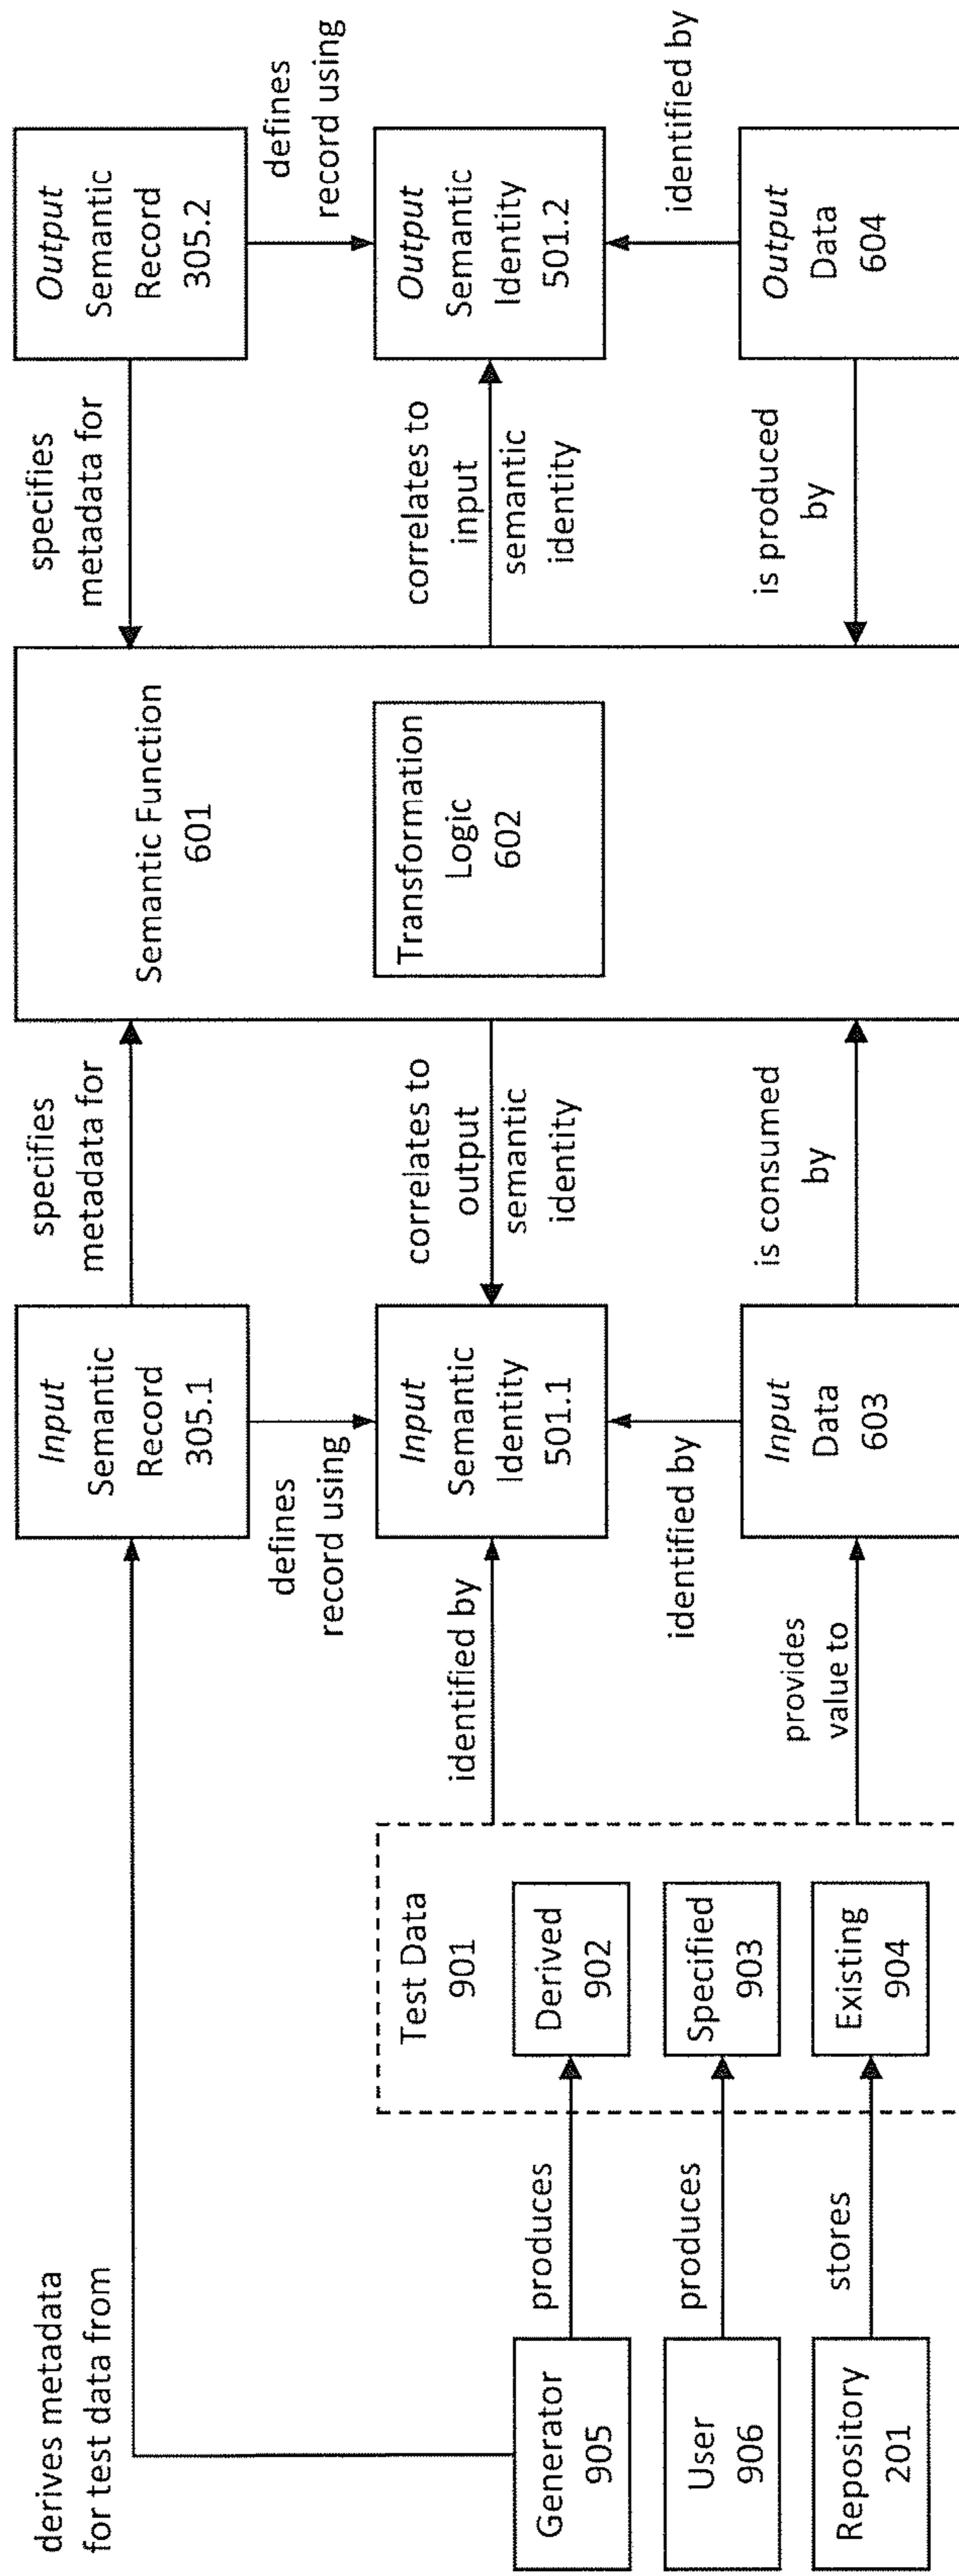 derives metadata
for test data from
Generator
905
User
906
Repository
201
produces
produces
stores
Test Data
901
Derived
902
Specified
903
Existing
904
identified by
provides
value to
Input
Semantic
Record
305.1
defines
record using
Input
Semantic
Identity
501.1
identified by
Input
Data
603
specifies
metadata for
correlates to
output
semantic
identity
is consumed
by
Semantic Function
601
Transformation
Logic
602
specifies
metadata for
correlates to
input
semantic
identity
is produced
by
Output
Semantic
Record
305.2
defines
record using
Output
Semantic
Identity
501.2
identified by
Output
Data
604